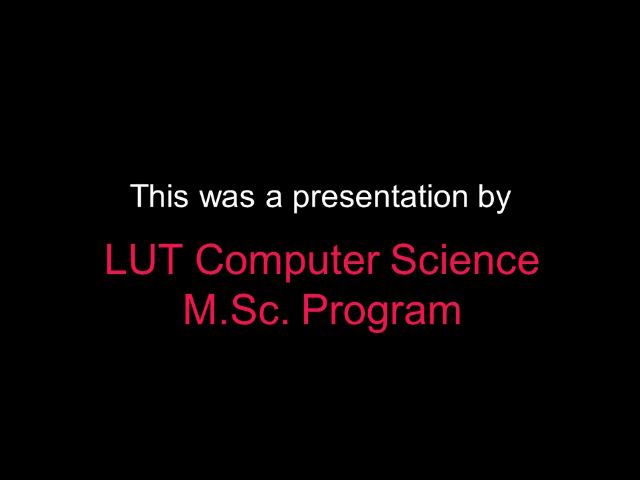 This was a presentation by
LUT Computer Science
M.Sc. Program